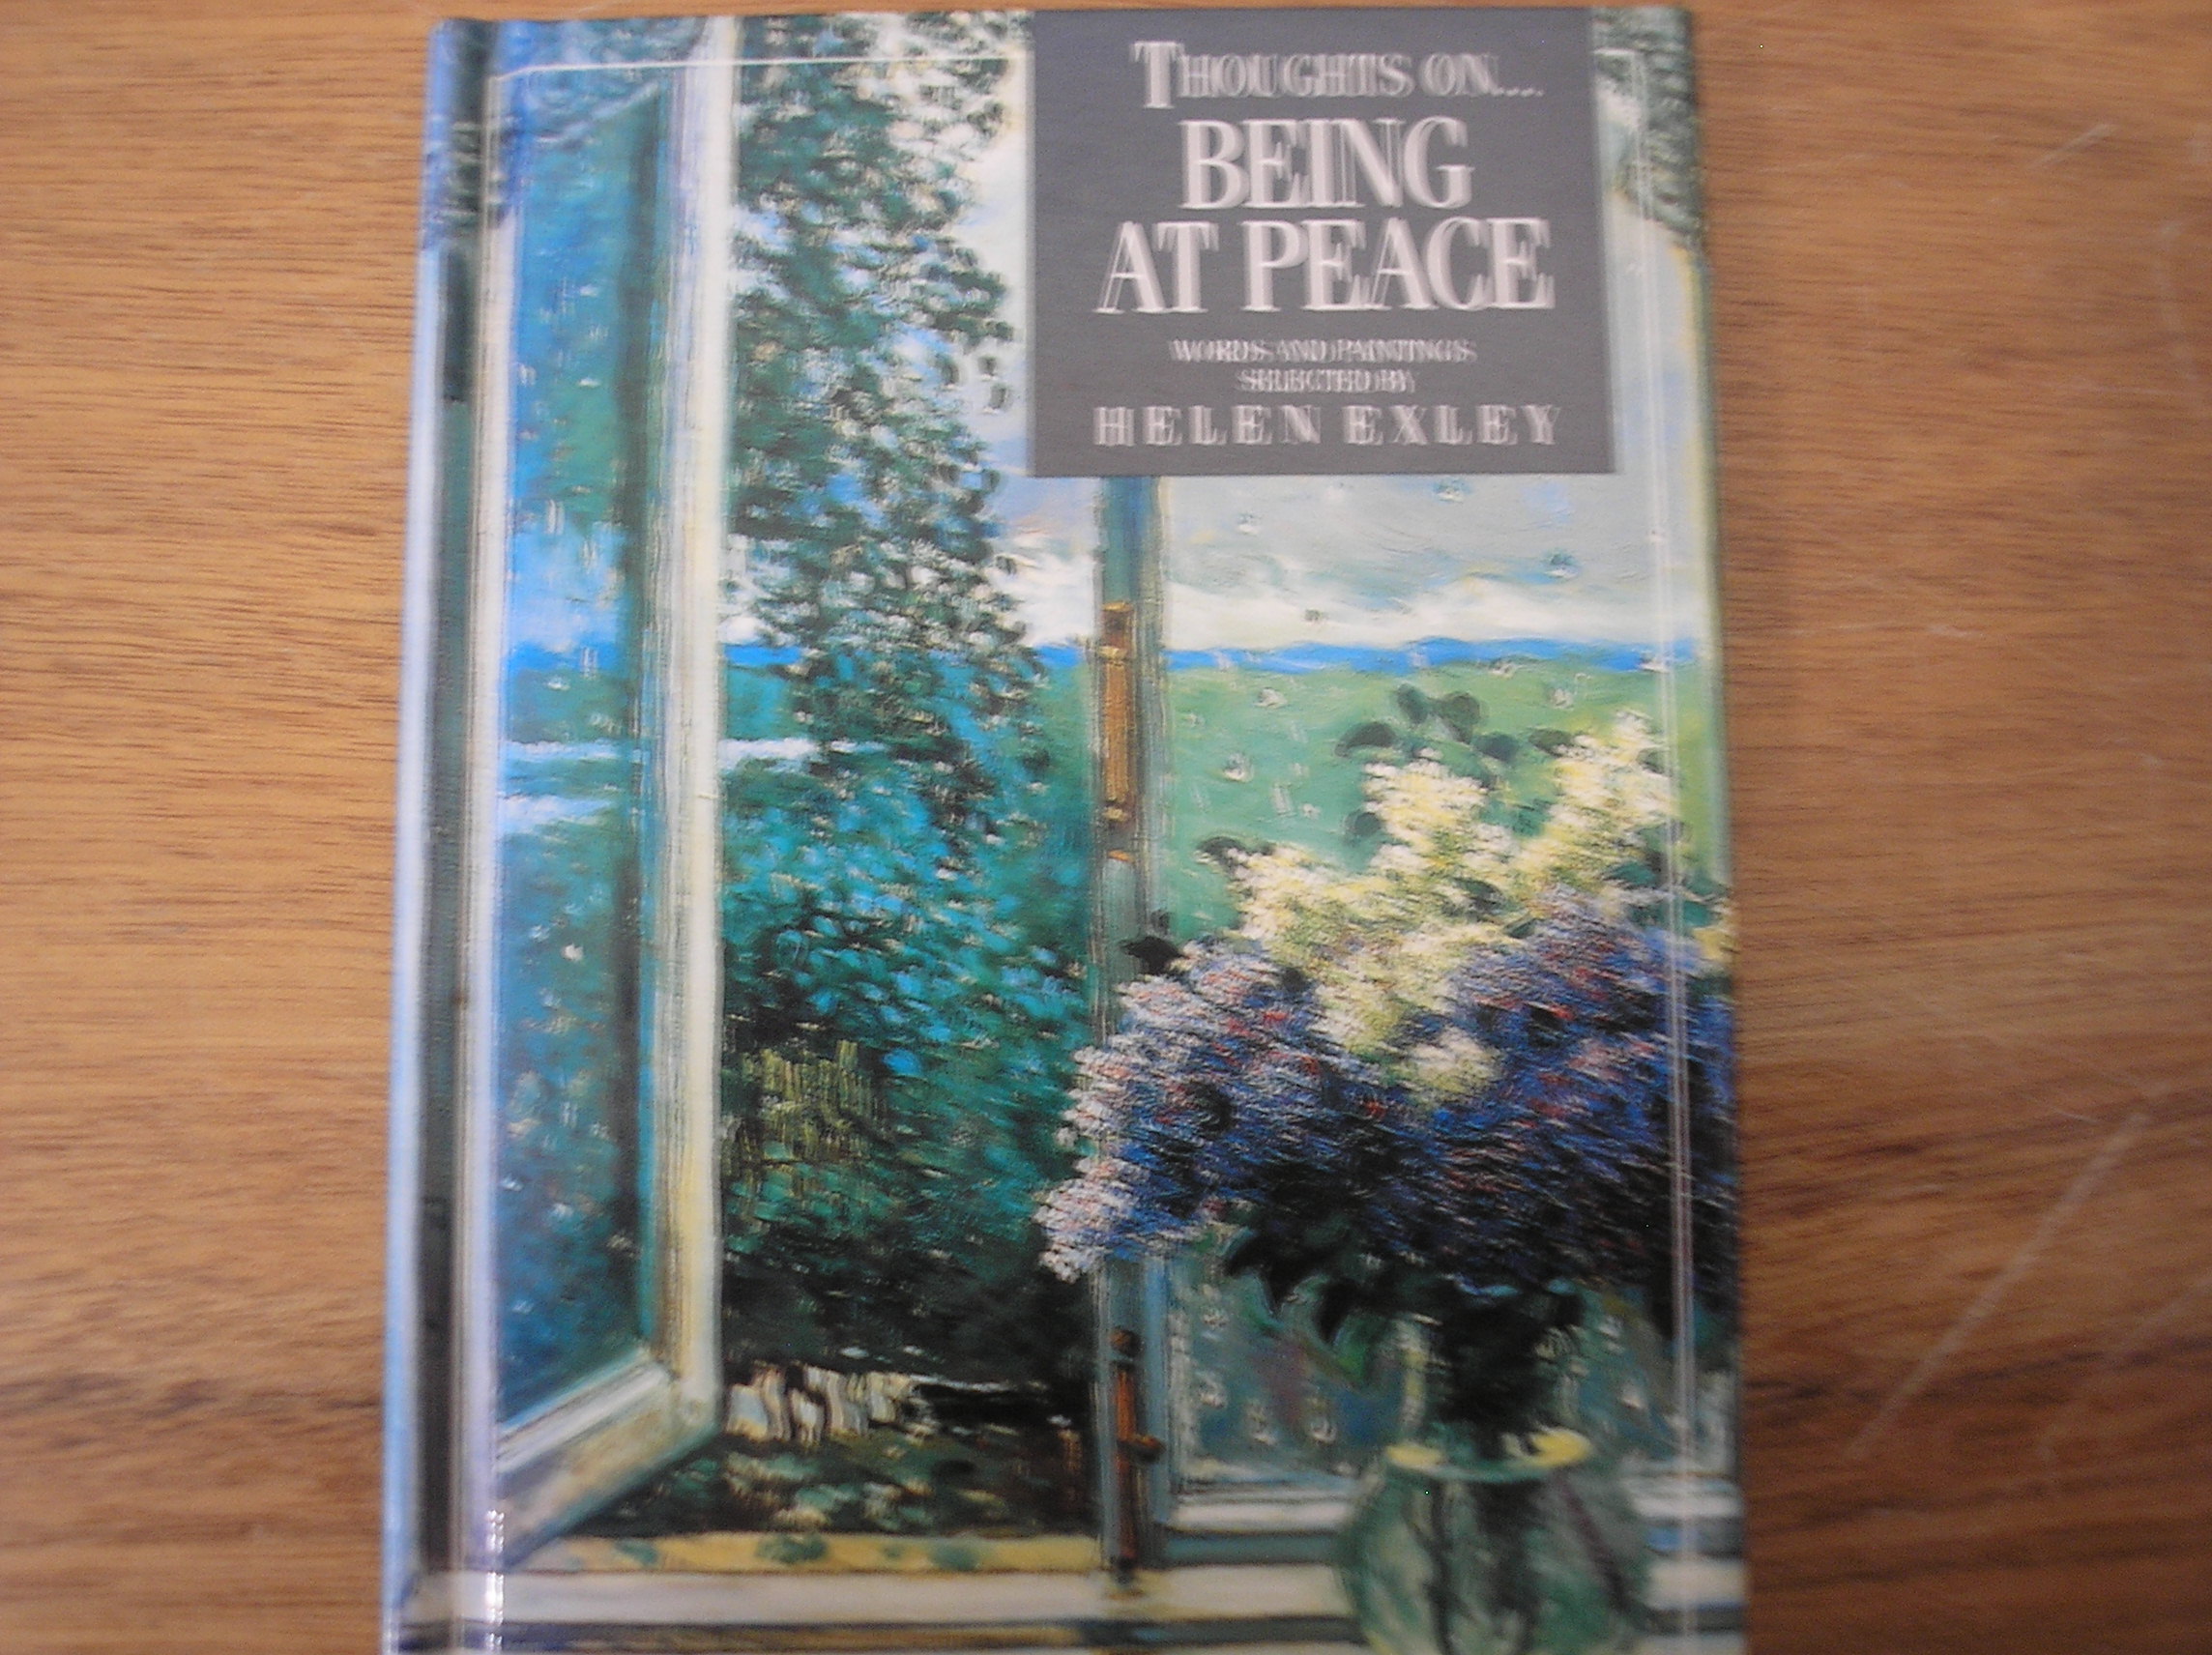 THOUGHTS ON...
BEING
AT PEACE
WORDS AND PAINTINGS
SELECTED BY
HELEN EXLEY